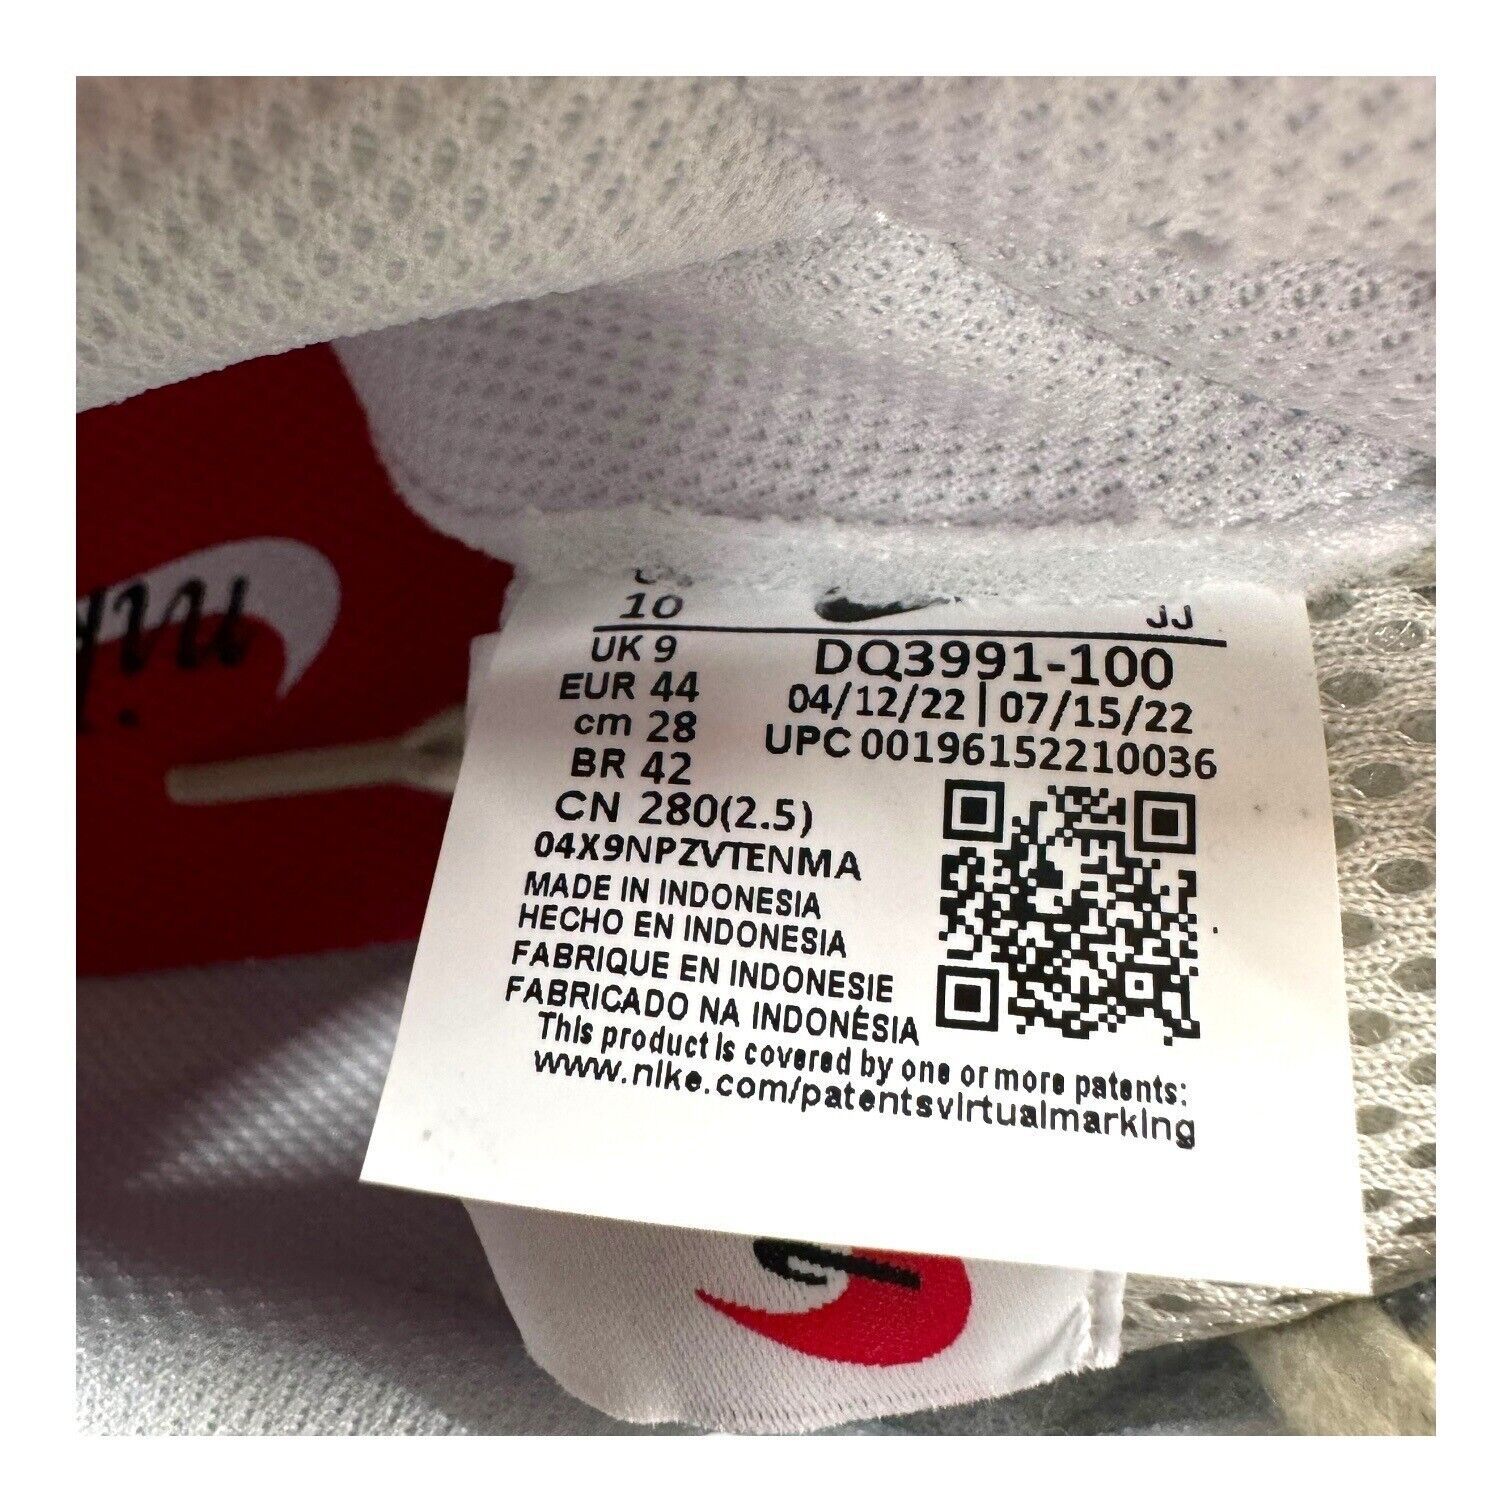 10
JJ
UK 9
EUR 44
cm 28
BR 42
CN 280(2.5)
DQ3991-100
04/12/22 | 07/15/22
UPC 00196152210036
04X9NPZVTENMA
MADE IN INDONESIA
HECHO EN INDONESIA
FABRIQUE EN INDONESIE
FABRICADO NA INDONÉSIA
This product is covered by one or more patents:
www.nike.com/patentsvirtualmarking